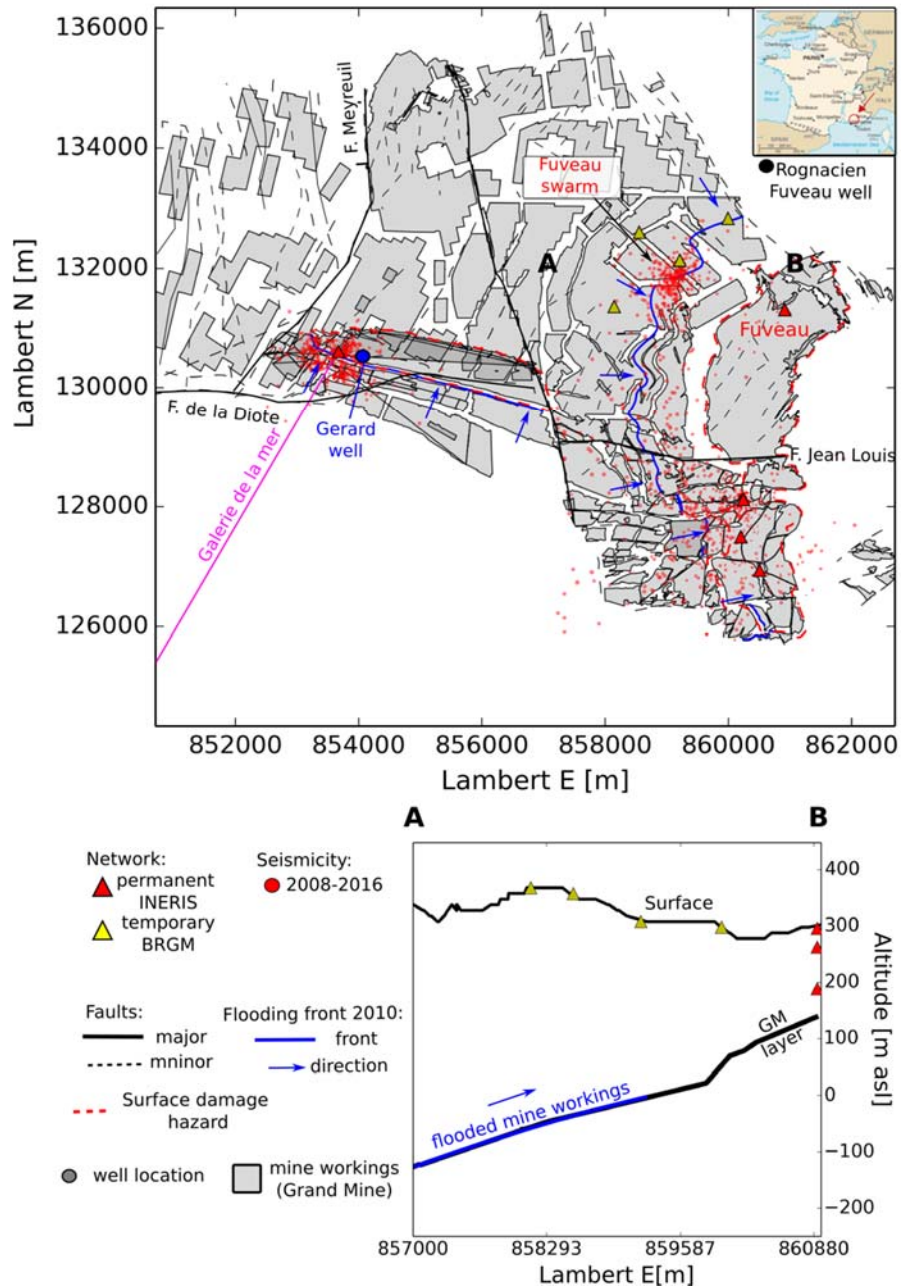 136000
134000
132000
130000
128000
126000
Lambert N [m]
852000
854000
856000
858000
860000
862000
Lambert E [m]
F. Meyreuil
Fuveau
swarm
Rognacien
Fuveau well
PARIS
A
B
Fuveau
F. de la Diote
Gerard
well
F. Jean Louis
Galerie de la mer
A
B
Network:
permanent
INERIS
temporary
BRGM
Seismicity:
2008-2016
Faults:
major
mninor
Surface damage
hazard
Flooding front 2010:
front
direction
well location
mine workings
(Grand Mine)
Surface
GM
layer
flooded mine workings
400
300
200
100
0
−100
−200
Altitude [m asl]
857000
858293
859587
860880
Lambert E[m]